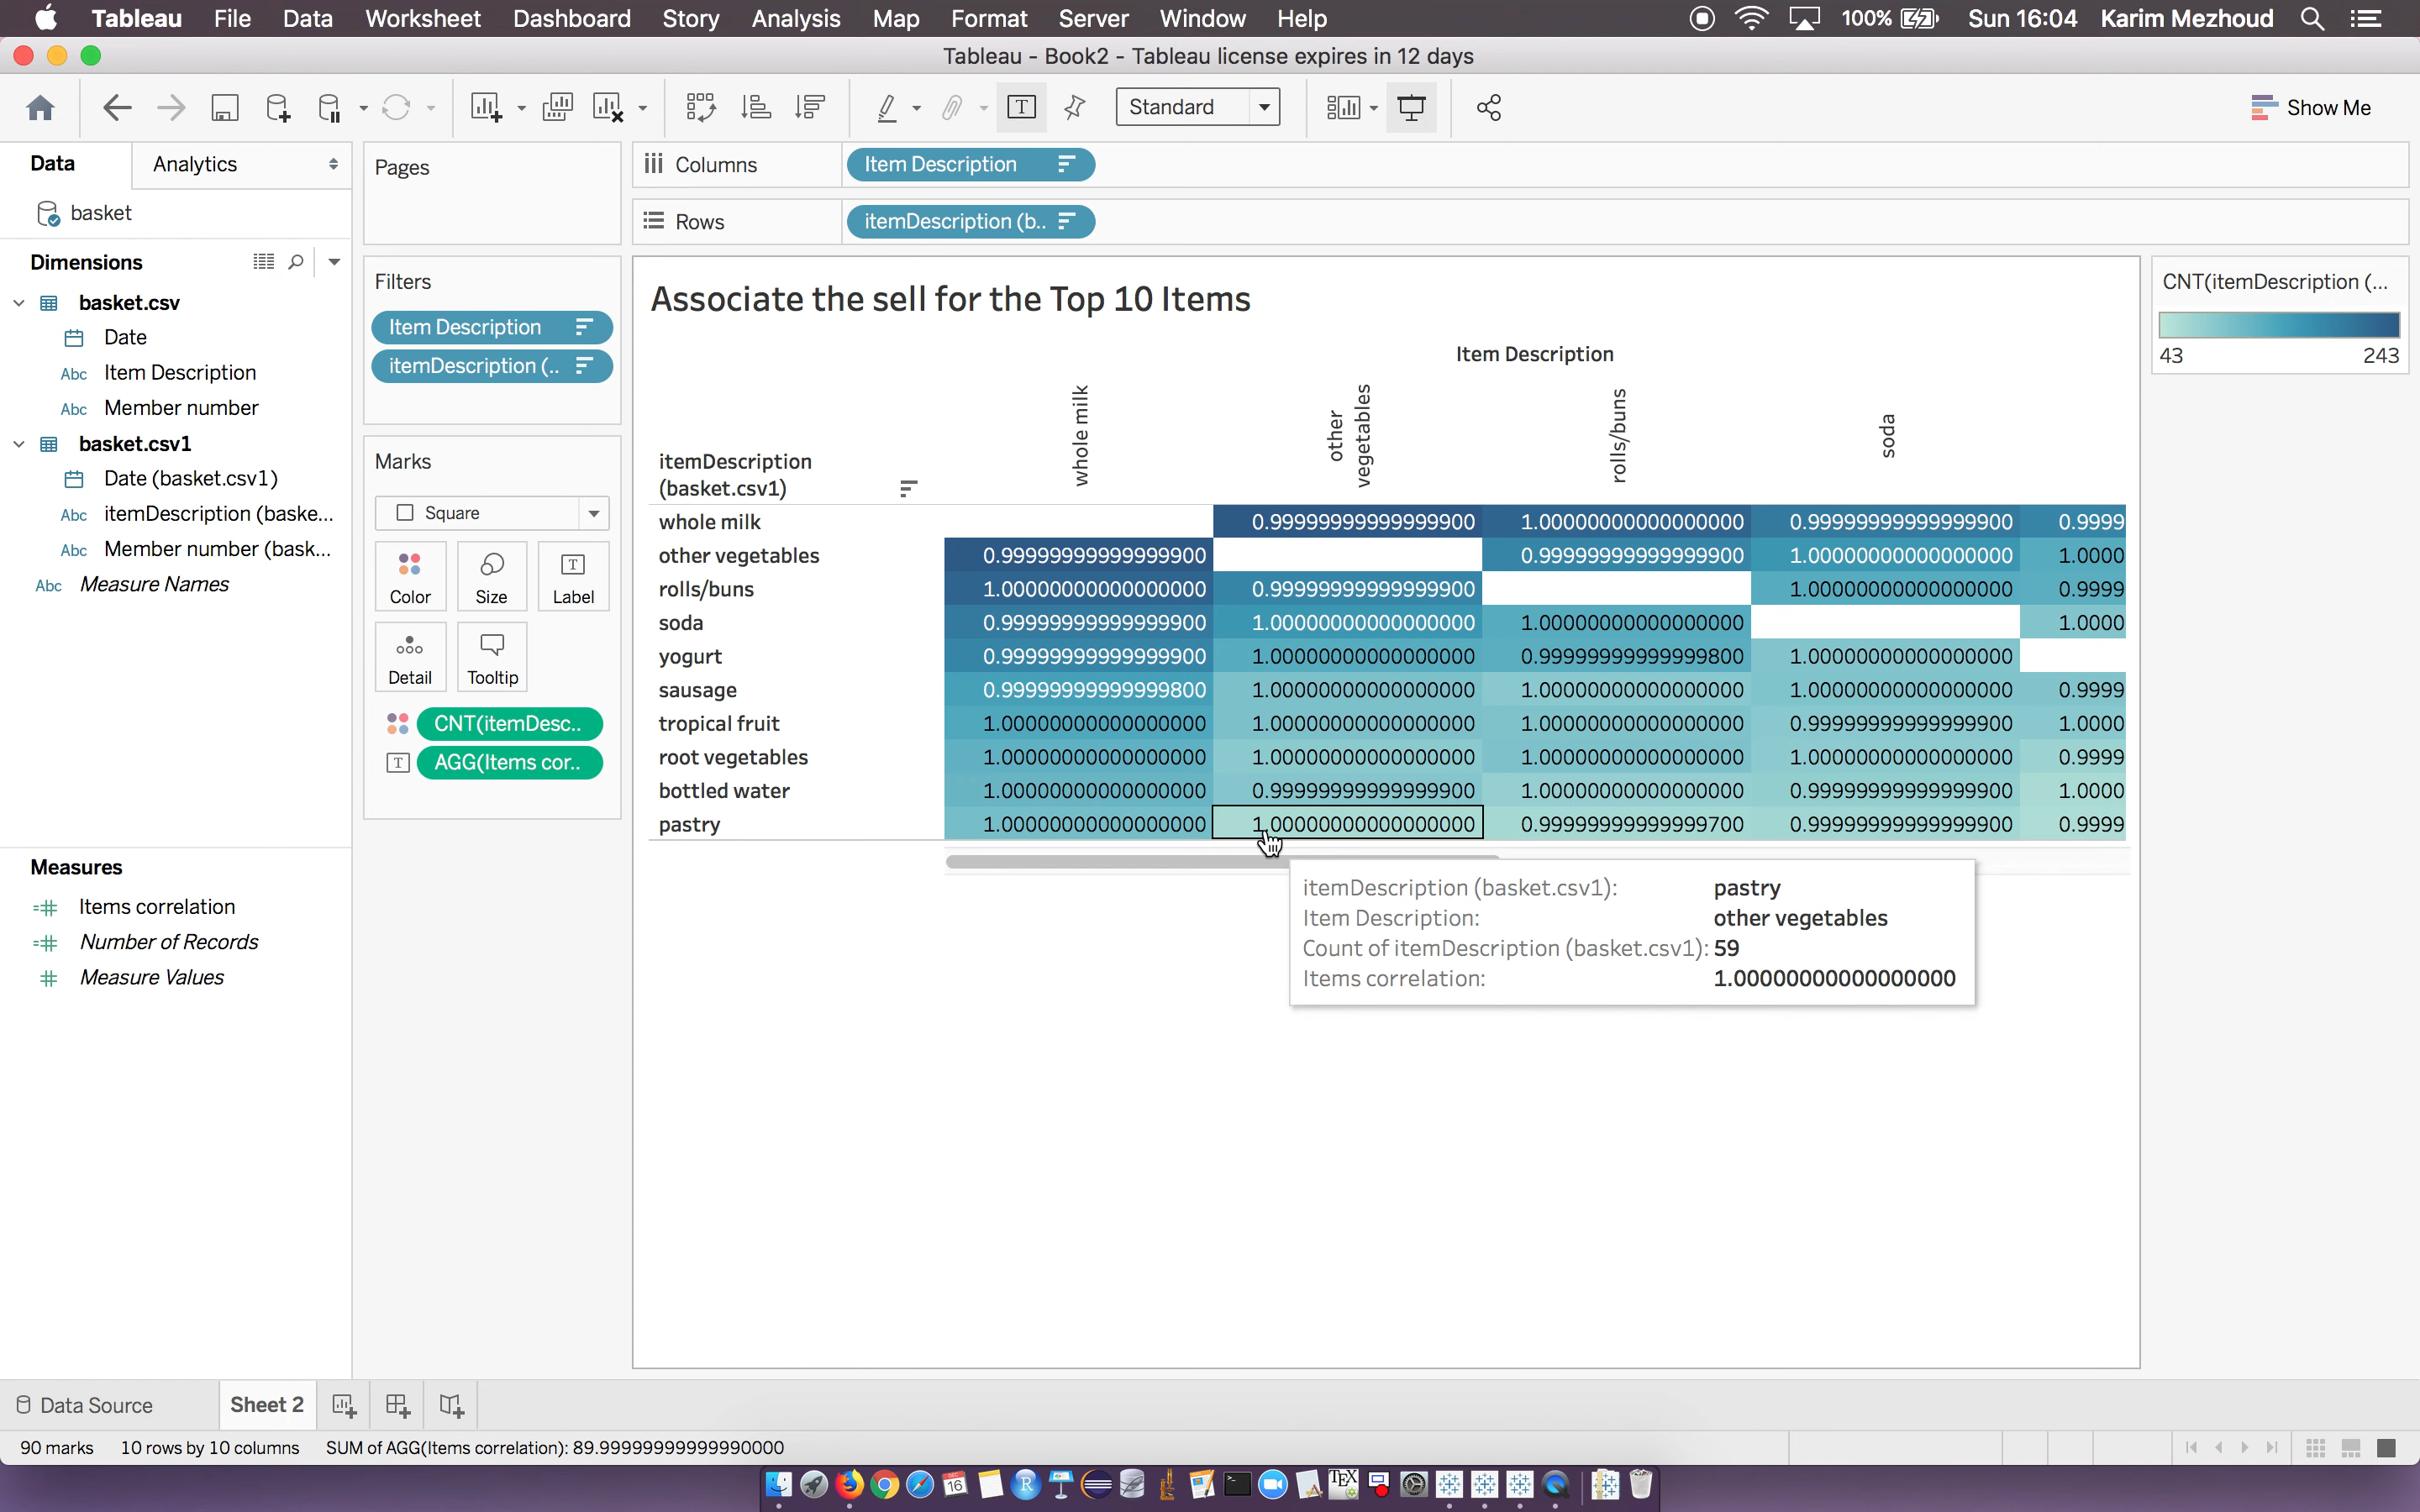 Tableau File Data Worksheet Dashboard Story Analysis Map Format Server Window Help 100% Sun 16:04 Karim Mezhoud
Tableau - Book2 - Tableau license expires in 12 days
Standard Show Me
Data Analytics
basket
Dimensions
basket.csv
Date
Abc Item Description
Abc Member number
basket.csv1
Date (basket.csv1)
Abc itemDescription (baske...
Abc Member number (bask...
Abc Measure Names
Measures
Items correlation
Number of Records
Measure Values
Pages
Filters
Item Description
itemDescription (..
Marks
Square
Color Size Label
Detail Tooltip
CNT(itemDesc..
AGG(Items cor..
Columns Item Description
Rows itemDescription (b..
Associate the sell for the Top 10 Items
Item Description
itemDescription
(basket.csv1)
whole milk
other
vegetables
rolls/buns
soda
whole milk 0.99999999999999900 1.00000000000000000 0.99999999999999900 0.9999
other vegetables 0.99999999999999900 0.99999999999999900 1.00000000000000000 1.0000
rolls/buns 1.00000000000000000 0.99999999999999900 1.00000000000000000 0.9999
soda 0.99999999999999900 1.00000000000000000 1.00000000000000000 1.0000
yogurt 0.99999999999999900 1.00000000000000000 0.99999999999999800 1.00000000000000000
sausage 0.99999999999999800 1.00000000000000000 1.00000000000000000 1.00000000000000000 0.9999
tropical fruit 1.00000000000000000 1.00000000000000000 1.00000000000000000 0.99999999999999900 1.0000
root vegetables 1.00000000000000000 1.00000000000000000 1.00000000000000000 1.00000000000000000 0.9999
bottled water 1.00000000000000000 0.99999999999999900 1.00000000000000000 0.99999999999999900 1.0000
pastry 1.00000000000000000 1.00000000000000000 0.99999999999999700 0.99999999999999900 0.9999
itemDescription (basket.csv1): pastry
Item Description: other vegetables
Count of itemDescription (basket.csv1): 59
Items correlation: 1.00000000000000000
CNT(itemDescription (...
43 243
Data Source Sheet 2
90 marks 10 rows by 10 columns SUM of AGG(Items correlation): 89.99999999999990000
DEC
16
R
TEX